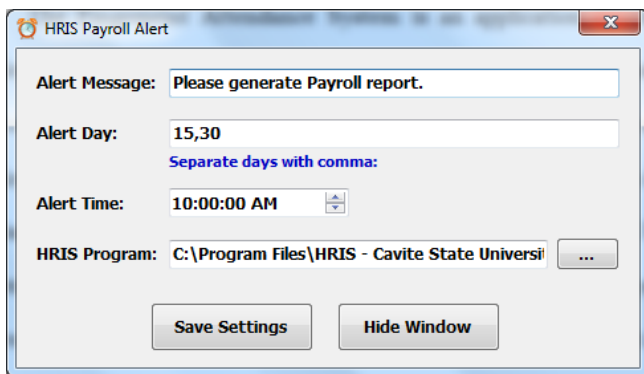 HRIS Payroll Alert
Alert Message: Please generate Payroll report.
Alert Day: 15,30
Separate days with comma:
Alert Time: 10:00:00 AM
HRIS Program: C:\Program Files\HRIS - Cavite State Universit ...
Save Settings Hide Window